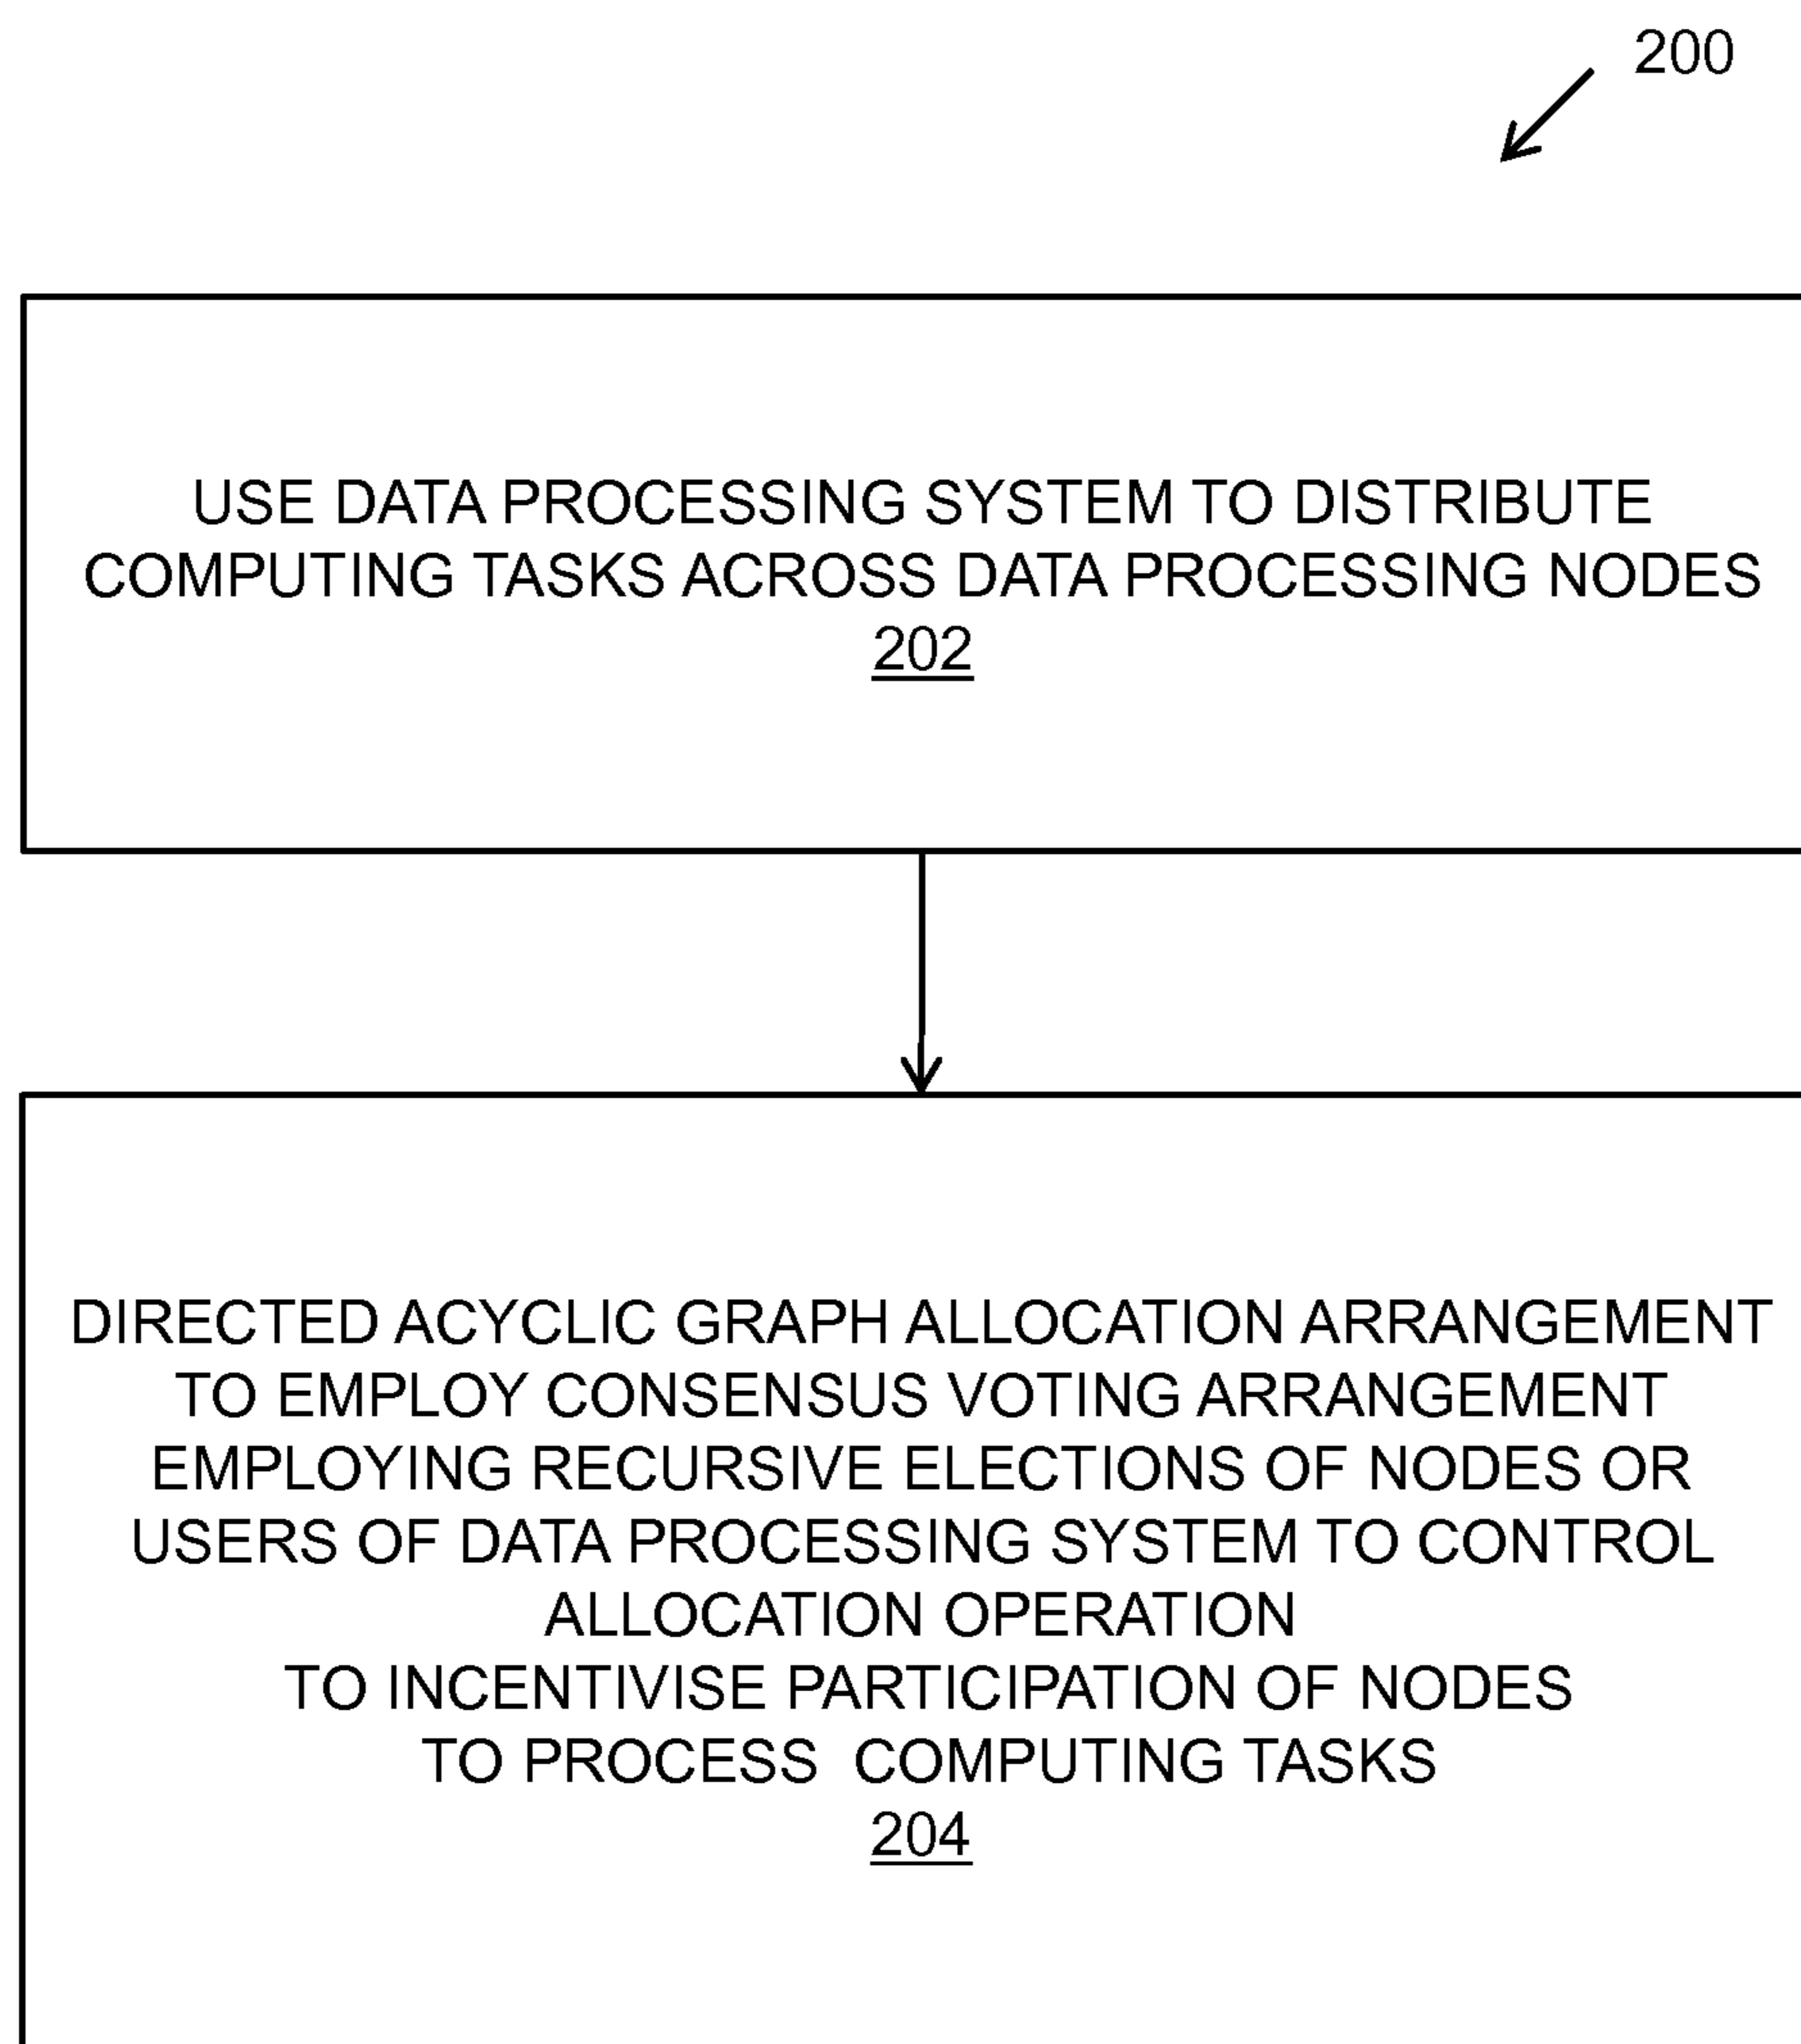 200
USE DATA PROCESSING SYSTEM TO DISTRIBUTE
COMPUTING TASKS ACROSS DATA PROCESSING NODES
202
DIRECTED ACYCLIC GRAPH ALLOCATION ARRANGEMENT
TO EMPLOY CONSENSUS VOTING ARRANGEMENT
EMPLOYING RECURSIVE ELECTIONS OF NODES OR
USERS OF DATA PROCESSING SYSTEM TO CONTROL
ALLOCATION OPERATION
TO INCENTIVISE PARTICIPATION OF NODES
TO PROCESS COMPUTING TASKS
204